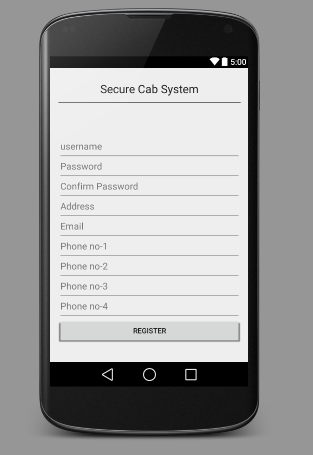 5:00
Secure Cab System
username
Password
Confirm Password
Address
Email
Phone no-1
Phone no-2
Phone no-3
Phone no-4
REGISTER